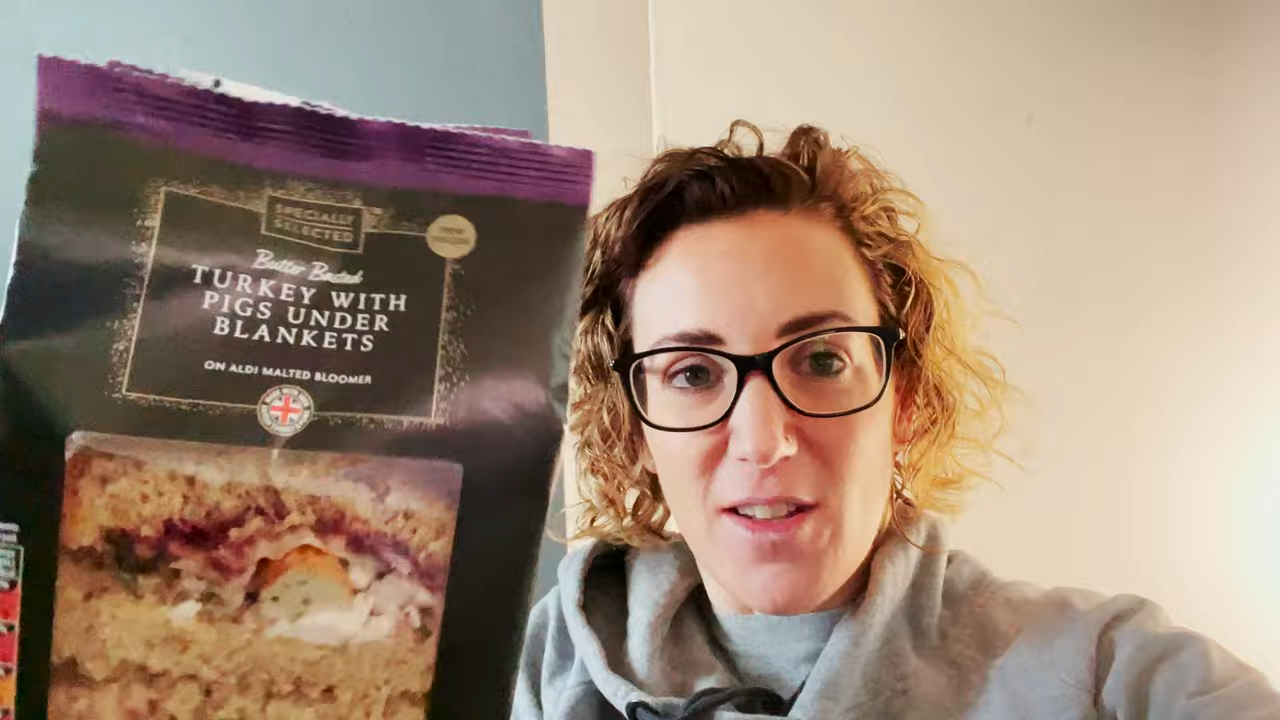 SPECIALLY
SELECTED
Butter Basted
TURKEY WITH
PIGS UNDER
BLANKETS
ON ALDI MALTED BLOOMER